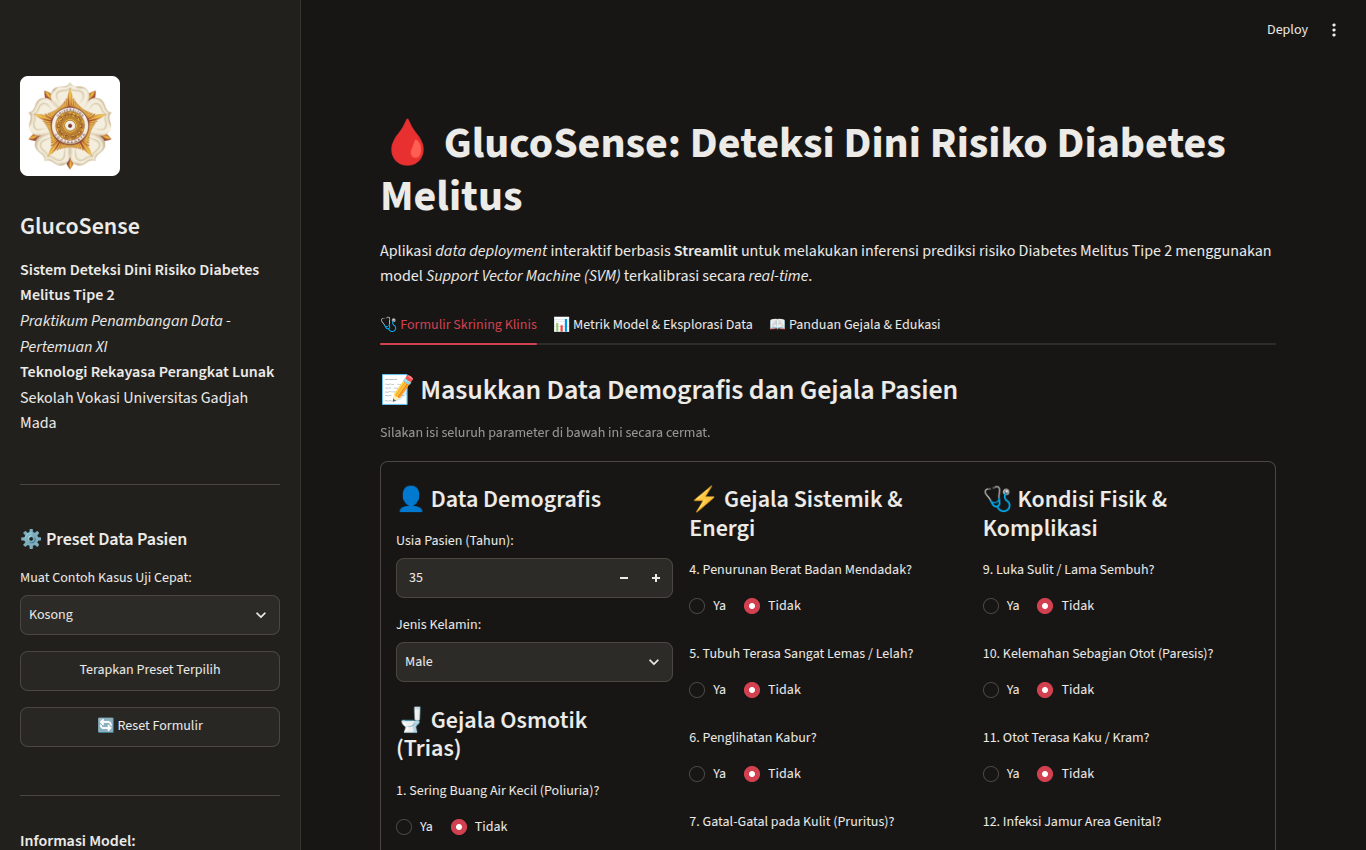 Deploy
GlucoSense
Sistem Deteksi Dini Risiko Diabetes
Melitus Tipe 2
Praktikum Penambangan Data -
Pertemuan XI
Teknologi Rekayasa Perangkat Lunak
Sekolah Vokasi Universitas Gadjah
Mada
⚙️ Preset Data Pasien
Muat Contoh Kasus Uji Cepat:
Kosong
Terapkan Preset Terpilih
🔄 Reset Formulir
Informasi Model:
🩸 GlucoSense: Deteksi Dini Risiko Diabetes
Melitus
Aplikasi data deployment interaktif berbasis Streamlit untuk melakukan inferensi prediksi risiko Diabetes Melitus Tipe 2 menggunakan
model Support Vector Machine (SVM) terkalibrasi secara real-time.
🩺 Formulir Skrining Klinis
📊 Metrik Model & Eksplorasi Data
📖 Panduan Gejala & Edukasi
📝 Masukkan Data Demografis dan Gejala Pasien
Silakan isi seluruh parameter di bawah ini secara cermat.
👤 Data Demografis
Usia Pasien (Tahun):
35
Jenis Kelamin:
Male
🚽 Gejala Osmotik
(Trias)
1. Sering Buang Air Kecil (Poliuria)?
Ya Tidak
⚡ Gejala Sistemik &
Energi
4. Penurunan Berat Badan Mendadak?
Ya Tidak
5. Tubuh Terasa Sangat Lemas / Lelah?
Ya Tidak
6. Penglihatan Kabur?
Ya Tidak
7. Gatal-Gatal pada Kulit (Pruritus)?
🩺 Kondisi Fisik &
Komplikasi
9. Luka Sulit / Lama Sembuh?
Ya Tidak
10. Kelemahan Sebagian Otot (Paresis)?
Ya Tidak
11. Otot Terasa Kaku / Kram?
Ya Tidak
12. Infeksi Jamur Area Genital?